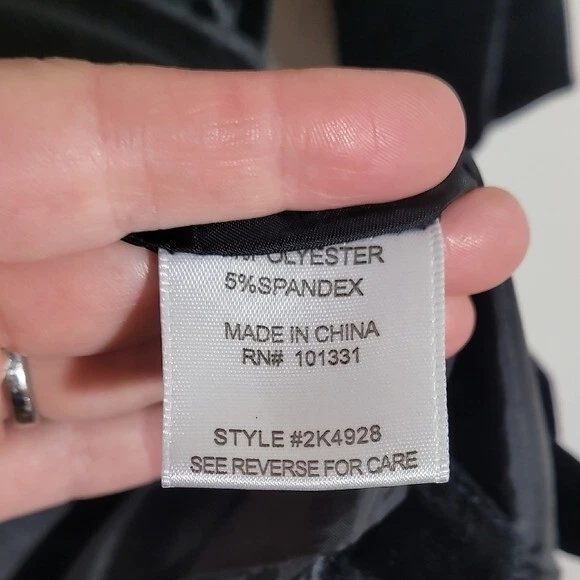 POLYESTER
5%SPANDEX
MADE IN CHINA
RN# 101331
STYLE #2K4928
SEE REVERSE FOR CARE